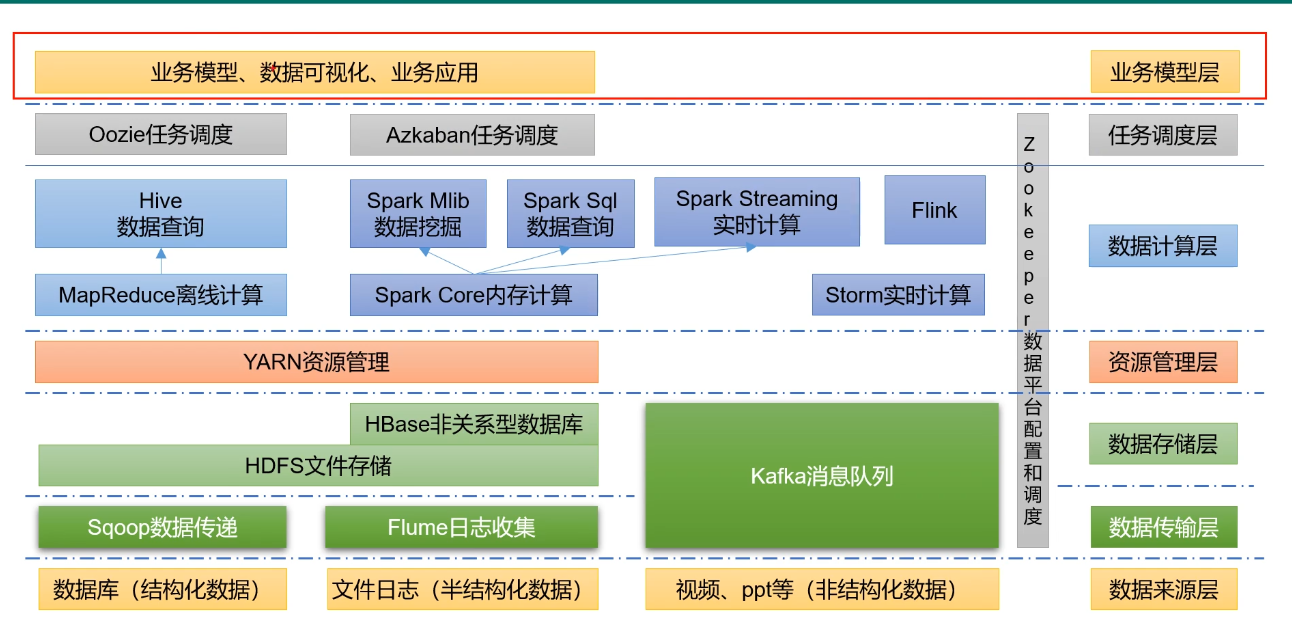 业务模型、数据可视化、业务应用
业务模型层
Oozie任务调度
Azkaban任务调度
任务调度层
Hive
数据查询
Spark Mlib
数据挖掘
Spark Sql
数据查询
Spark Streaming
实时计算
Flink
数据计算层
MapReduce离线计算
Spark Core内存计算
Storm实时计算
Zookeeper数据平台配置和调度
YARN资源管理
资源管理层
HBase非关系型数据库
HDFS文件存储
Kafka消息队列
数据存储层
Sqoop数据传递
Flume日志收集
数据传输层
数据库（结构化数据）
文件日志（半结构化数据）
视频、ppt等（非结构化数据）
数据来源层